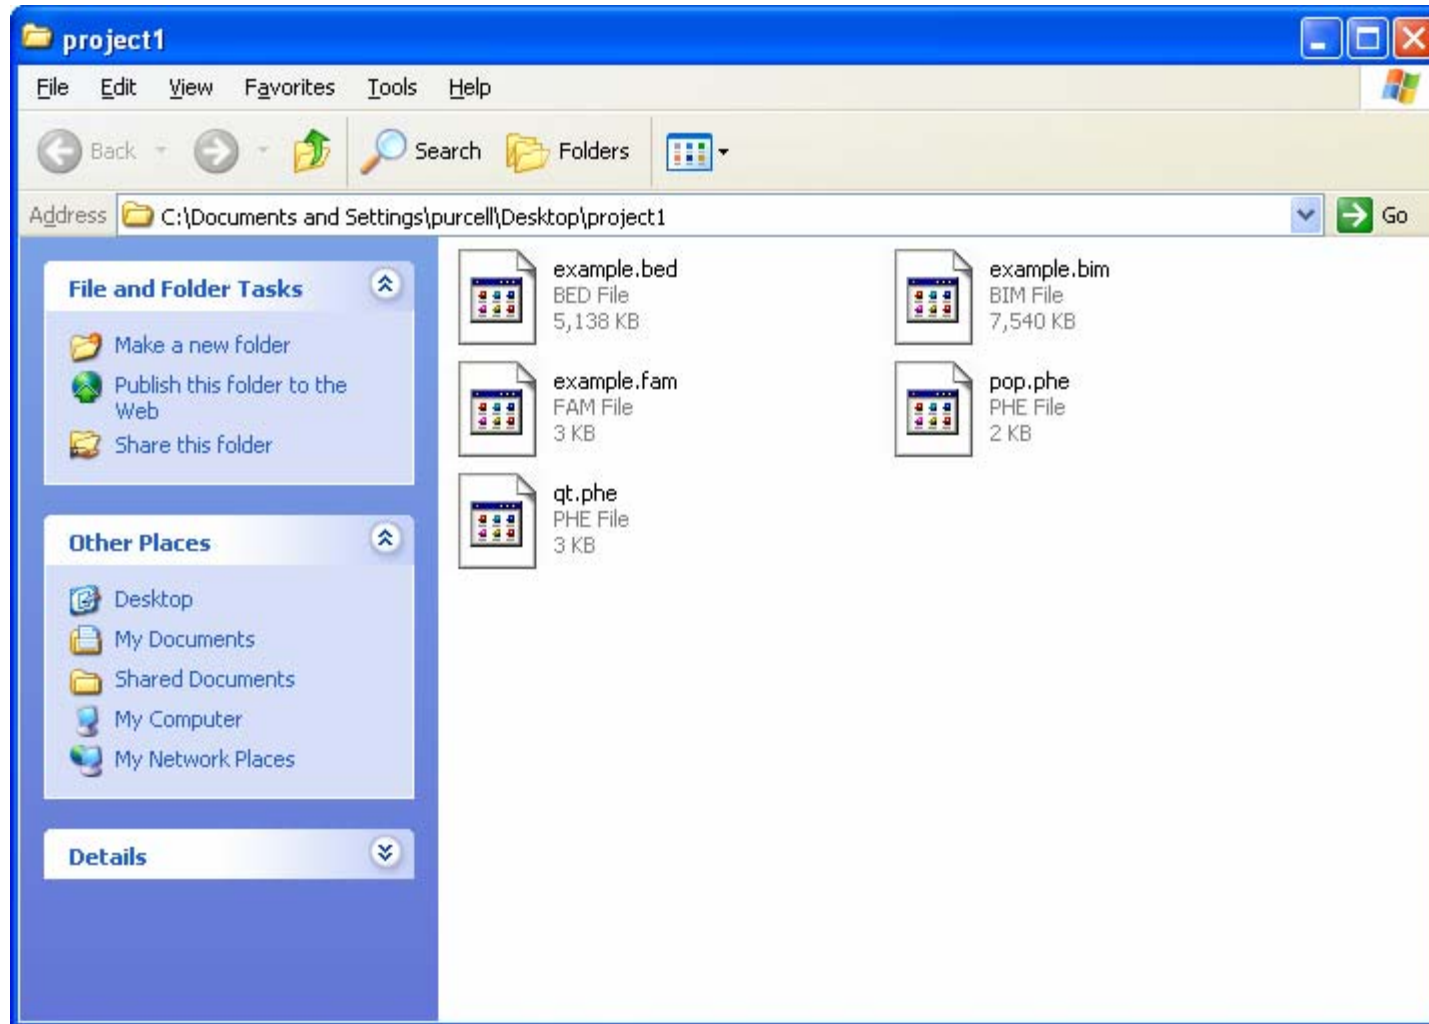 project1
File Edit View Favorites Tools Help
Back Search Folders
Address C:\Documents and Settings\purcell\Desktop\project1 Go
File and Folder Tasks
Make a new folder
Publish this folder to the
Web
Share this folder
Other Places
Desktop
My Documents
Shared Documents
My Computer
My Network Places
Details
example.bed
BED File
5,138 KB
example.bim
BIM File
7,540 KB
example.fam
FAM File
3 KB
pop.phe
PHE File
2 KB
qt.phe
PHE File
3 KB